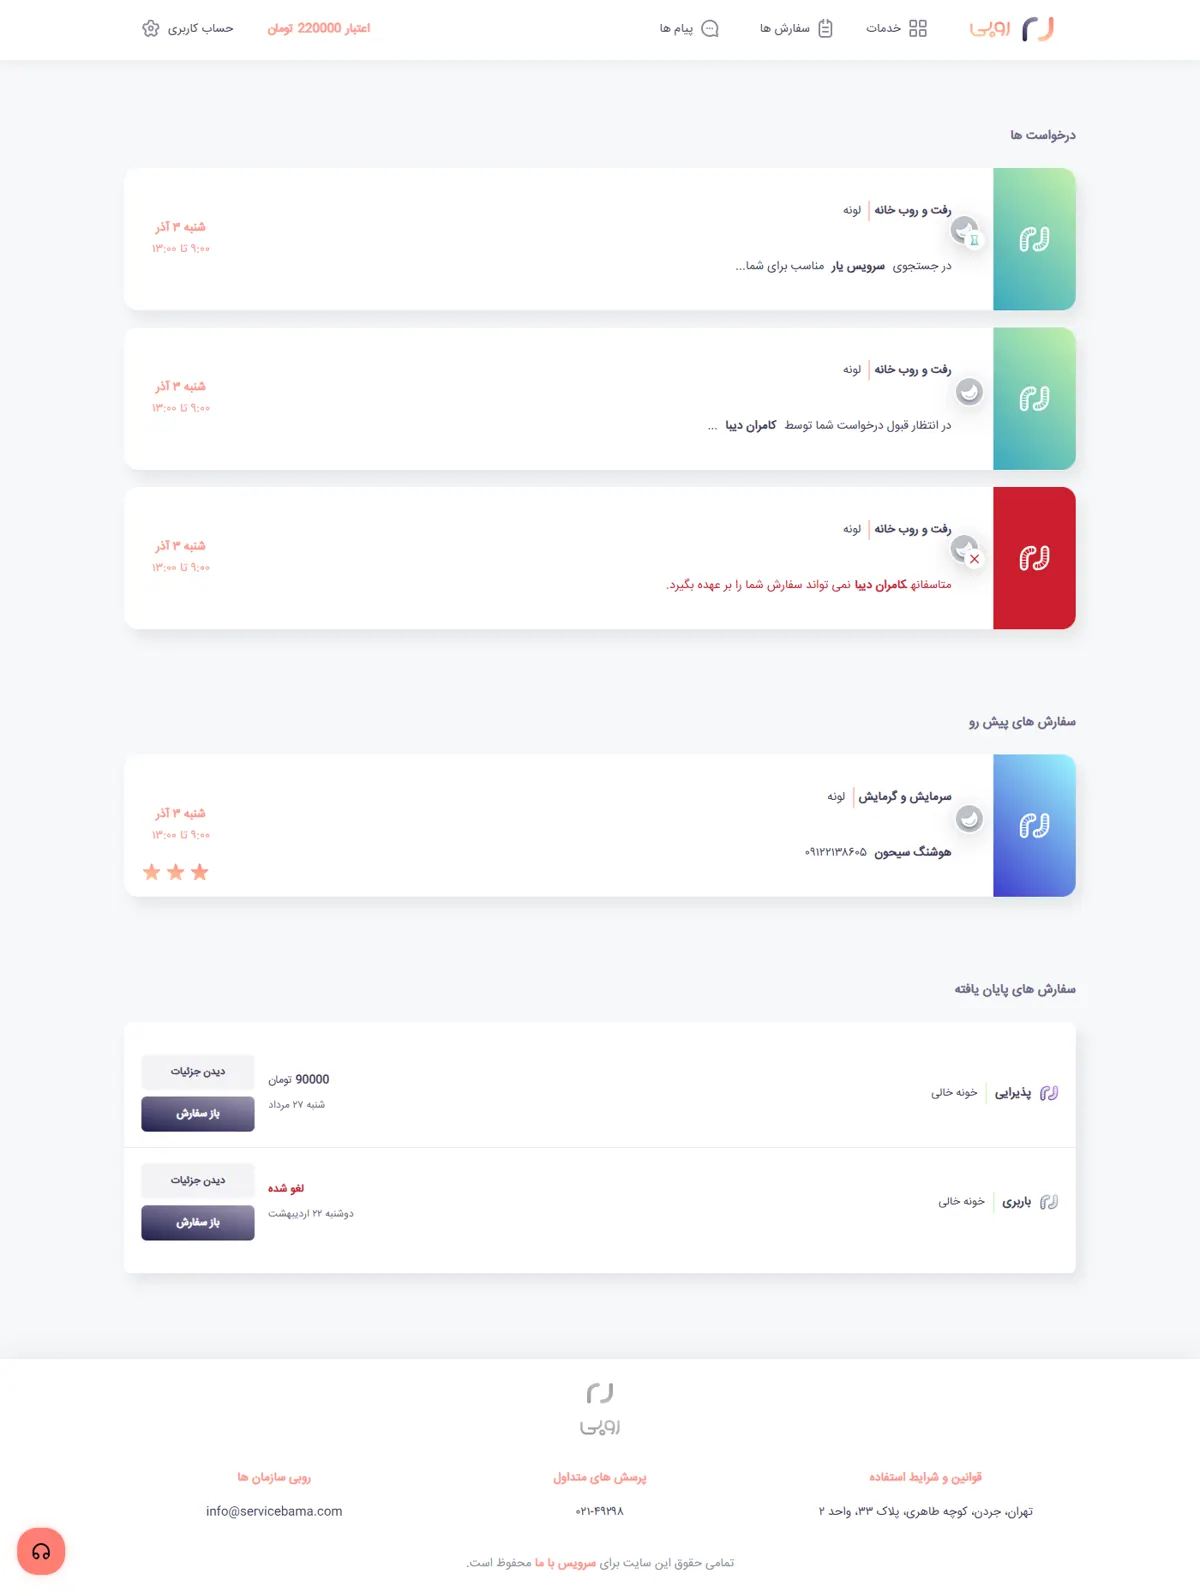 روبی
خدمات
سفارش ها
پیام ها
اعتبار 220000 تومان
حساب کاربری
درخواست ها
رفت و روب خانه | لونه
در جستجوی سرویس یار مناسب برای شما...
شنبه ۳ آذر
۹:۰۰ تا ۱۳:۰۰
رفت و روب خانه | لونه
در انتظار قبول درخواست شما توسط کامران دیبا ...
شنبه ۳ آذر
۹:۰۰ تا ۱۳:۰۰
رفت و روب خانه | لونه
متاسفانه کامران دیبا نمی تواند سفارش شما را بر عهده بگیرد.
شنبه ۳ آذر
۹:۰۰ تا ۱۳:۰۰
سفارش های پیش رو
سرمایش و گرمایش | لونه
هوشنگ سیحون ۰۹۱۲۲۱۳۸۶۰۵
شنبه ۳ آذر
۹:۰۰ تا ۱۳:۰۰
سفارش های پایان یافته
پذیرایی | خونه خالی
90000 تومان
شنبه ۲۷ مرداد
دیدن جزئیات
باز سفارش
باربری | خونه خالی
لغو شده
دوشنبه ۲۲ اردیبهشت
دیدن جزئیات
باز سفارش
روبی
قوانین و شرایط استفاده
پرسش های متداول
روبی سازمان ها
تهران، جردن، کوچه طاهری، پلاک ۳۳، واحد ۲
۰۲۱-۴۹۲۹۸
info@servicebama.com
تمامی حقوق این سایت برای سرویس با ما محفوظ است.